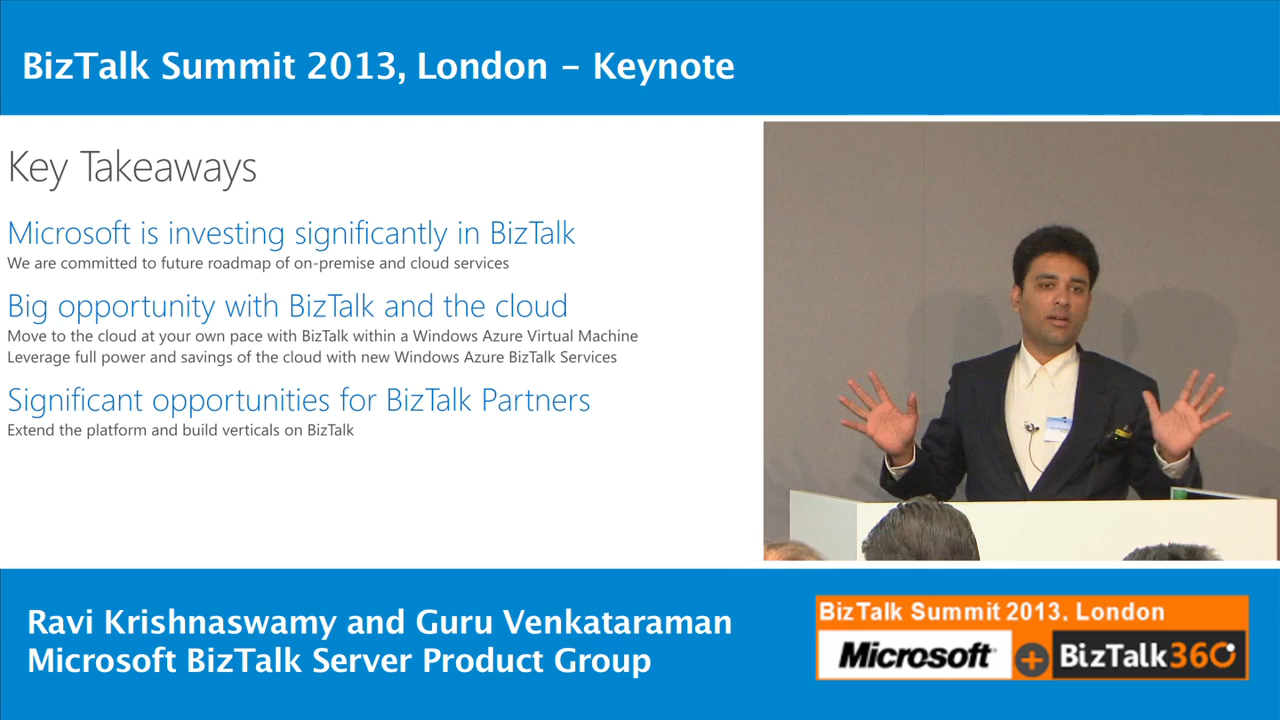 BizTalk Summit 2013, London – Keynote
Key Takeaways
Microsoft is investing significantly in BizTalk
We are committed to future roadmap of on-premise and cloud services
Big opportunity with BizTalk and the cloud
Move to the cloud at your own pace with BizTalk within a Windows Azure Virtual Machine
Leverage full power and savings of the cloud with new Windows Azure BizTalk Services
Significant opportunities for BizTalk Partners
Extend the platform and build verticals on BizTalk
Ravi Krishnaswamy and Guru Venkataraman
Microsoft BizTalk Server Product Group
BizTalk Summit 2013, London
Microsoft + BizTalk360